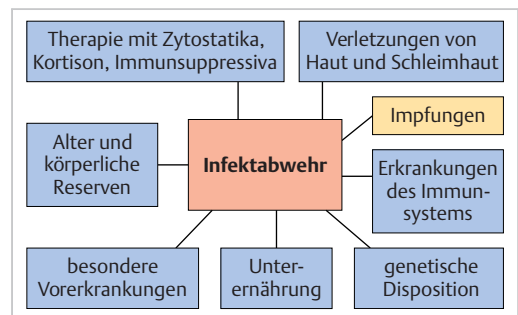 Therapie mit Zytostatika,
Kortison, Immunsuppressiva
Verletzungen von
Haut und Schleimhaut
Impfungen
Alter und
körperliche
Reserven
Infektabwehr
Erkrankungen
des Immun-
systems
besondere
Vorerkrankungen
Unter-
ernährung
genetische
Disposition